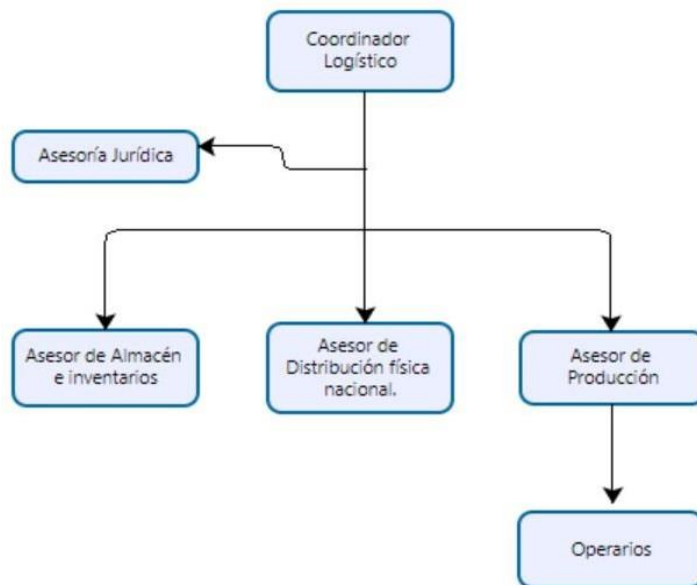 Coordinador
Logístico
Asesoría Jurídica
Asesor de Almacén
e inventarios
Asesor de
Distribución física
nacional.
Asesor de
Producción
Operarios